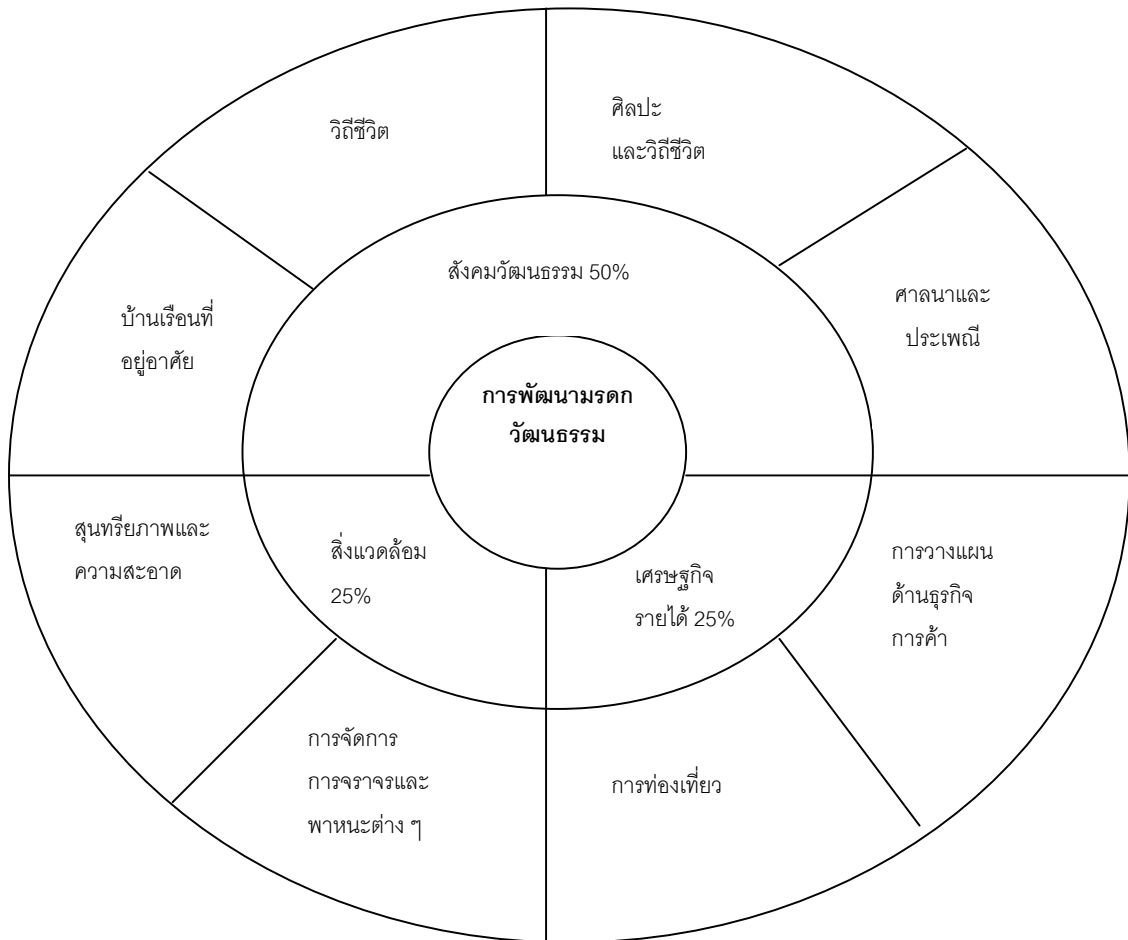 วิถีชีวิต
ศิลปะ
และวิถีชีวิต
สังคมวัฒนธรรม 50%
บ้านเรือนที่
อยู่อาศัย
ศาลนาและ
ประเพณี
การพัฒนามรดก
วัฒนธรรม
สุนทรียภาพและ
ความสะอาด
สิ่งแวดล้อม
25%
เศรษฐกิจ
รายได้ 25%
การวางแผน
ด้านธุรกิจ
การค้า
การจัดการ
การจราจรและ
พาหนะต่าง ๆ
การท่องเที่ยว